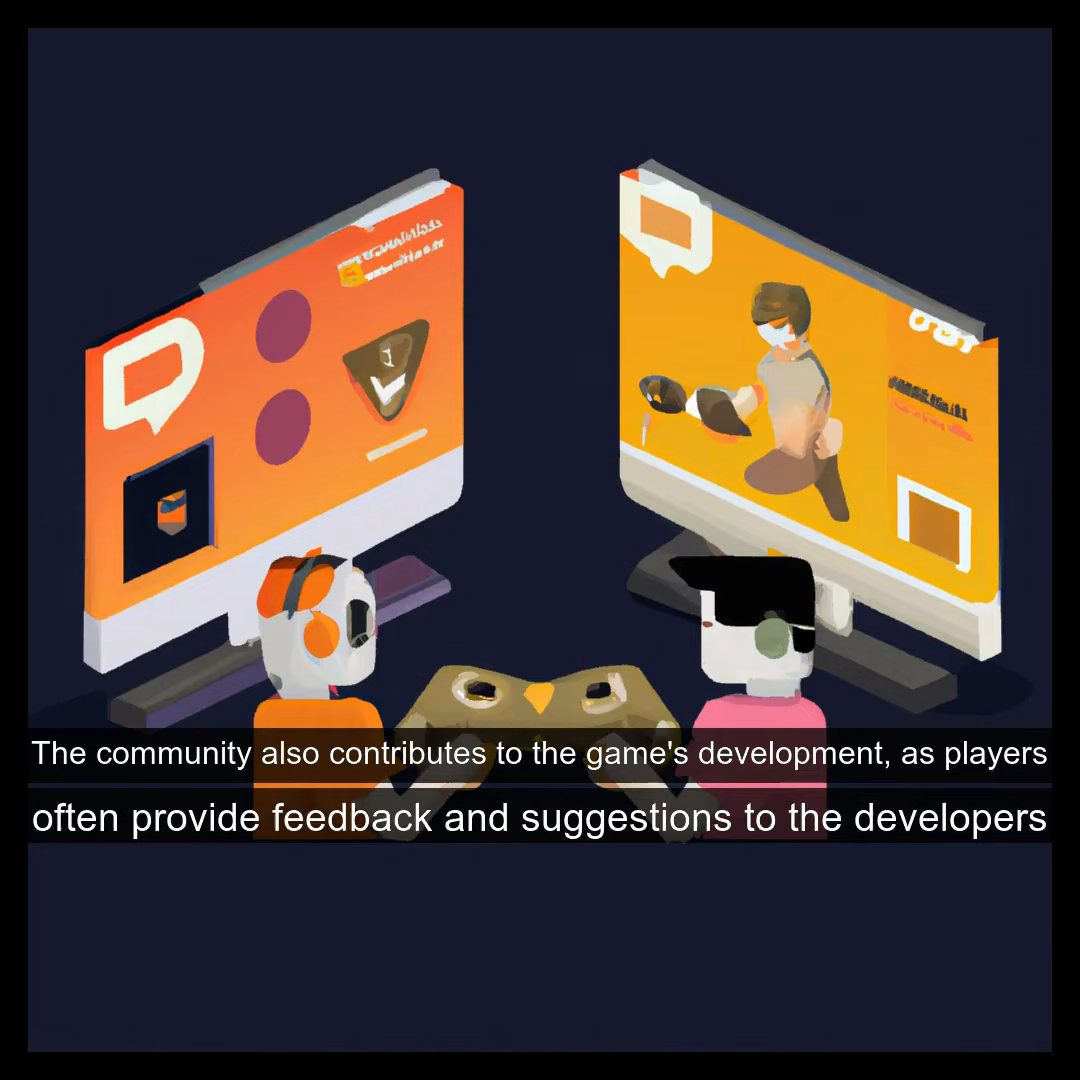 The community also contributes to the game's development, as players
often provide feedback and suggestions to the developers